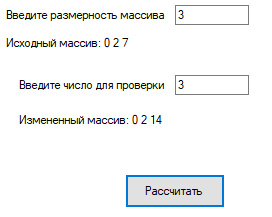 Введите размерность массива 3
Исходный массив: 0 2 7
Введите число для проверки 3
Измененный массив: 0 2 14
Рассчитать